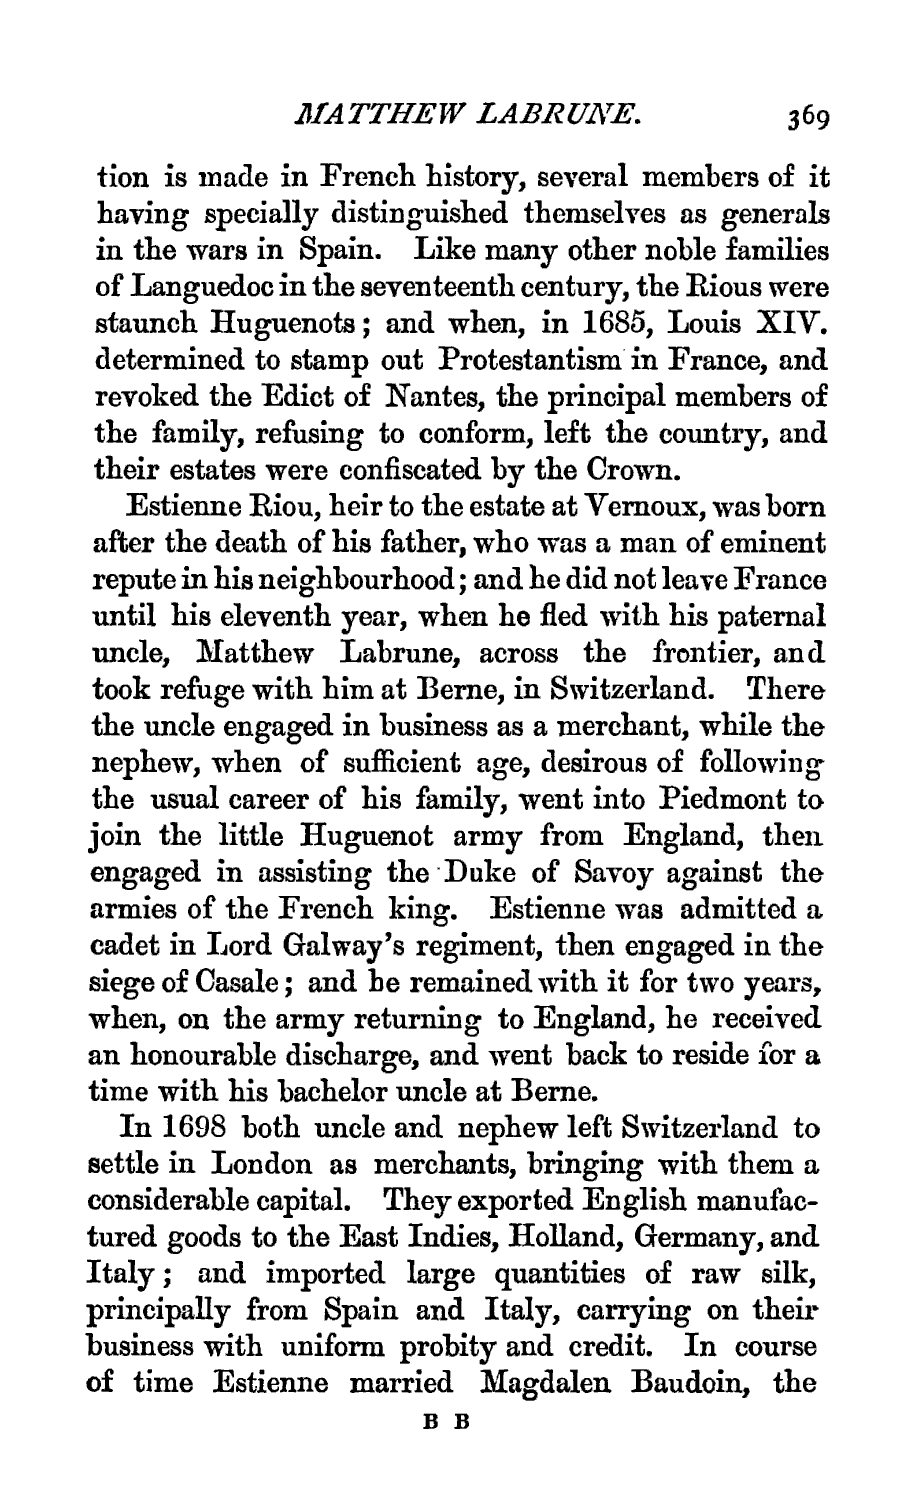 MATTHEW LABRUNE. 369
tion is made in French history, several members of it
having specially distinguished themselves as generals
in the wars in Spain. Like many other noble families
of Languedoc in the seventeenth century, the Rious were
staunch Huguenots; and when, in 1685, Louis XIV.
determined to stamp out Protestantism in France, and
revoked the Edict of Nantes, the principal members of
the family, refusing to conform, left the country, and
their estates were confiscated by the Crown.
Estienne Riou, heir to the estate at Vernoux, was born
after the death of his father, who was a man of eminent
repute in his neighbourhood; and he did not leave France
until his eleventh year, when he fled with his paternal
uncle, Matthew Labrune, across the frontier, and
took refuge with him at Berne, in Switzerland. There
the uncle engaged in business as a merchant, while the
nephew, when of sufficient age, desirous of following
the usual career of his family, went into Piedmont to
join the little Huguenot army from England, then
engaged in assisting the Duke of Savoy against the
armies of the French king. Estienne was admitted a
cadet in Lord Galway's regiment, then engaged in the
siege of Casale; and he remained with it for two years,
when, on the army returning to England, he received
an honourable discharge, and went back to reside for a
time with his bachelor uncle at Berne.
In 1698 both uncle and nephew left Switzerland to
settle in London as merchants, bringing with them a
considerable capital. They exported English manufac-
tured goods to the East Indies, Holland, Germany, and
Italy; and imported large quantities of raw silk,
principally from Spain and Italy, carrying on their
business with uniform probity and credit. In course
of time Estienne married Magdalen Baudoin, the
B B